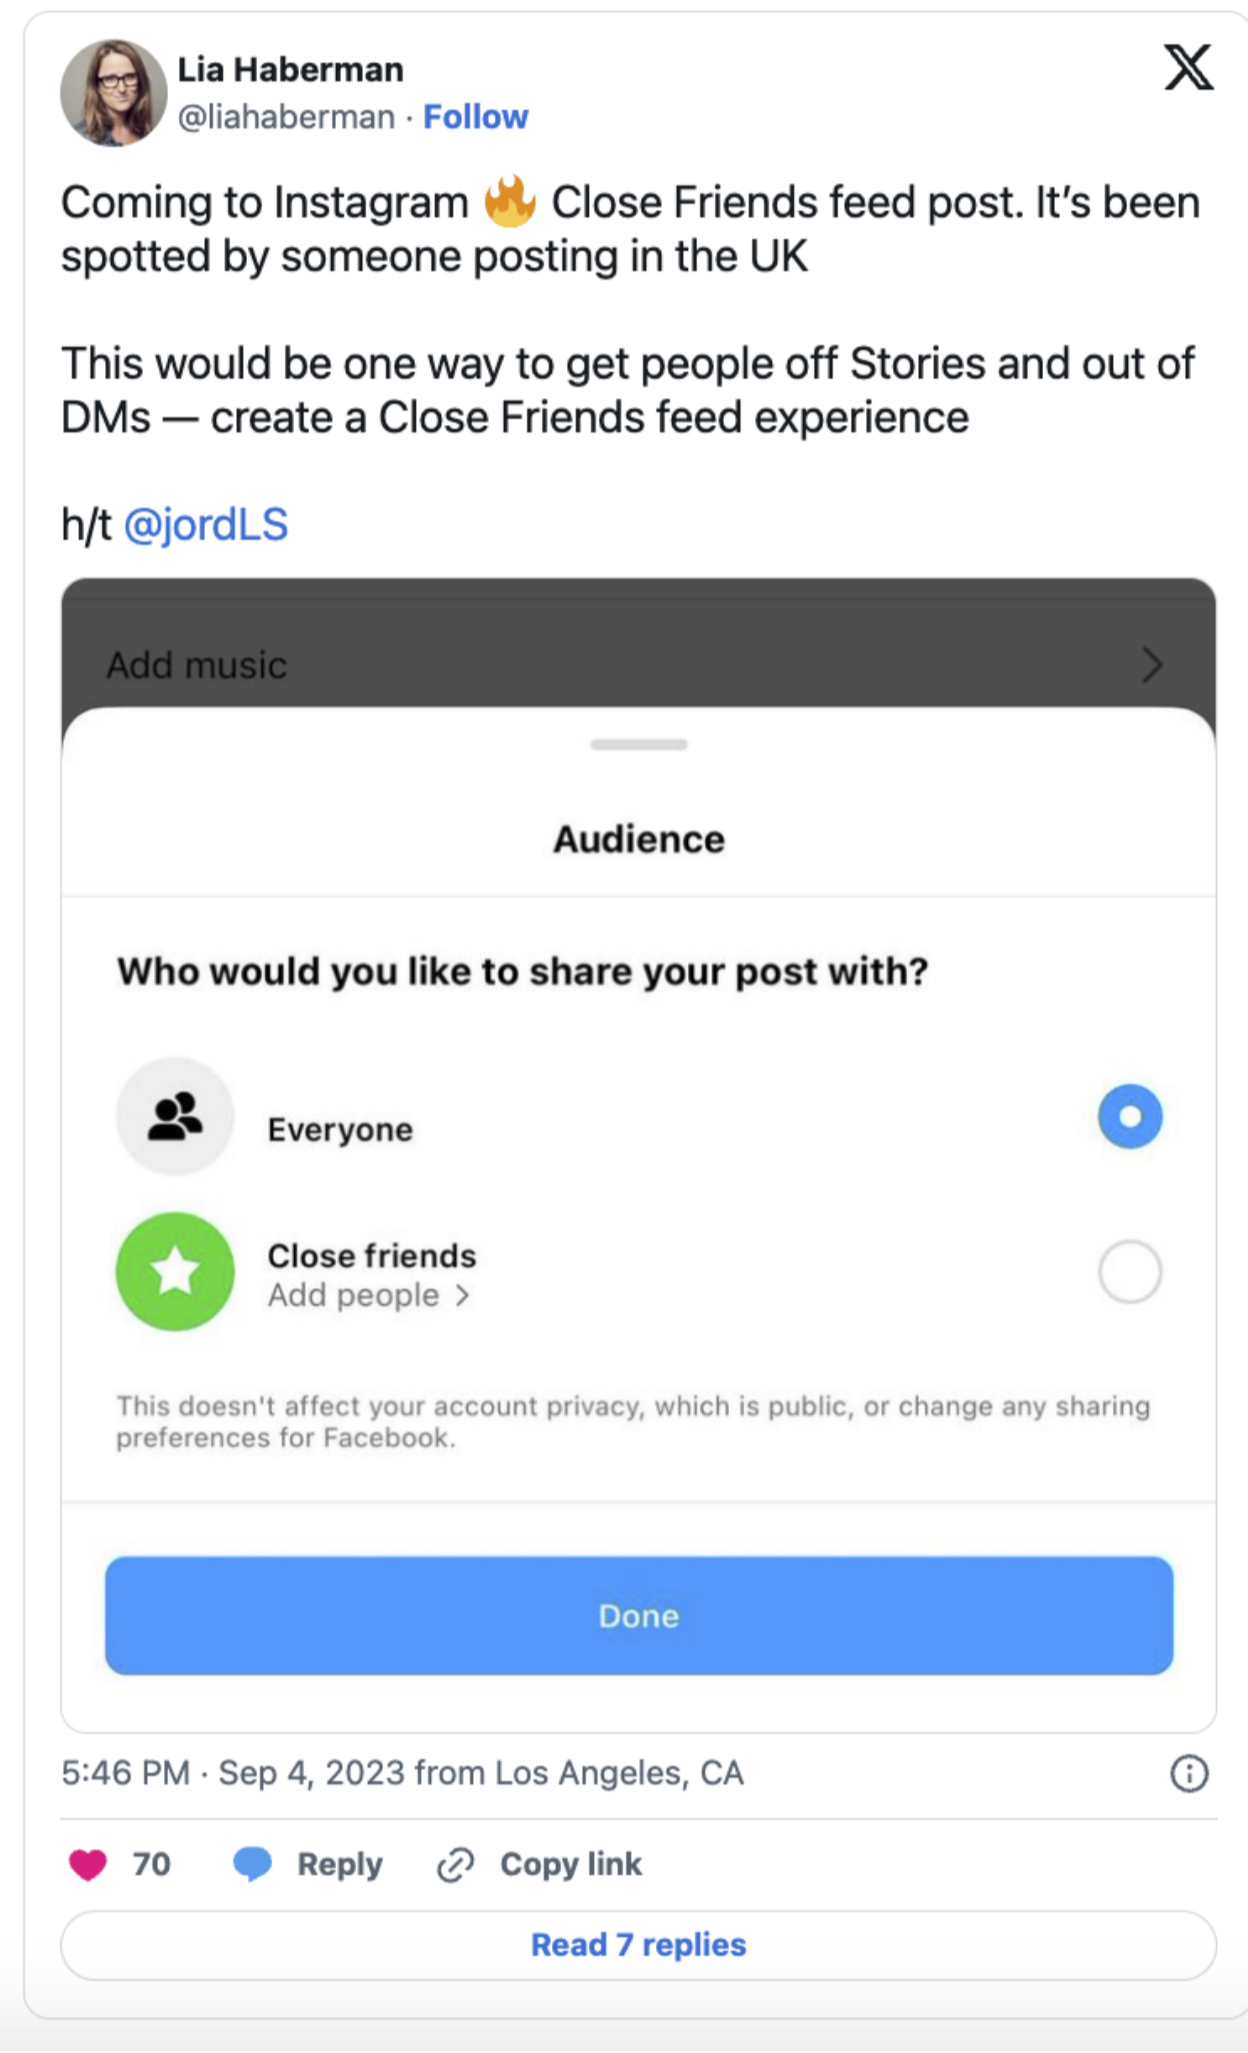 Lia Haberman
@liahaberman · Follow
Coming to Instagram 🔥 Close Friends feed post. It’s been
spotted by someone posting in the UK
This would be one way to get people off Stories and out of
DMs — create a Close Friends feed experience
h/t @jordLS
Add music
Audience
Who would you like to share your post with?
Everyone
Close friends
Add people >
This doesn't affect your account privacy, which is public, or change any sharing
preferences for Facebook.
Done
5:46 PM · Sep 4, 2023 from Los Angeles, CA
70 Reply Copy link
Read 7 replies